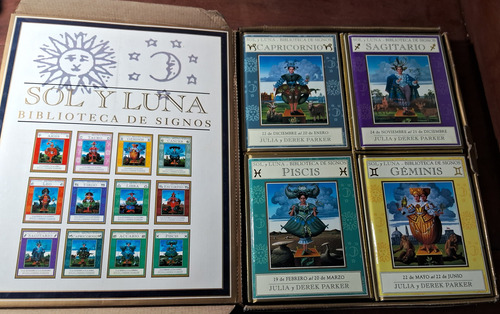 SOL Y LUNA
BIBLIOTECA DE SIGNOS
SOL y LUNA · BIBLIOTECA DE SIGNOS
CAPRICORNIO
22 de DICIEMBRE al 20 de ENERO
JULIA y DEREK PARKER
SOL y LUNA · BIBLIOTECA DE SIGNOS
SAGITARIO
24 de NOVIEMBRE al 21 de DICIEMBRE
JULIA y DEREK PARKER
SOL y LUNA · BIBLIOTECA DE SIGNOS
PISCIS
19 de FEBRERO al 20 de MARZO
JULIA y DEREK PARKER
SOL y LUNA · BIBLIOTECA DE SIGNOS
GÉMINIS
22 de MAYO al 22 de JUNIO
JULIA y DEREK PARKER